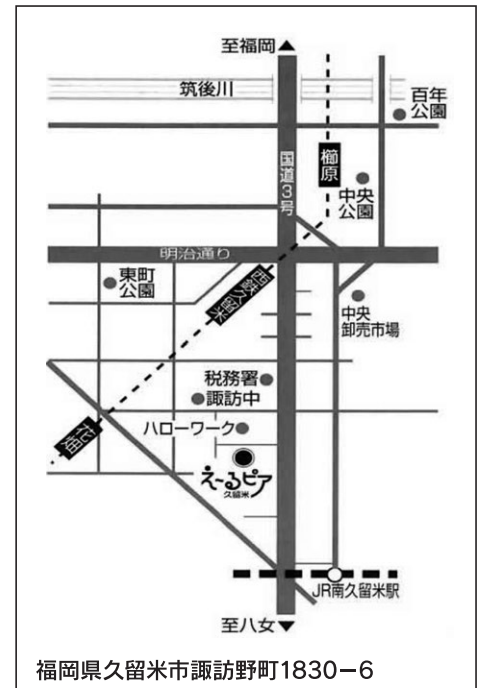 至福岡▲
筑後川
百年
公園
国道3号
櫛原
中央
公園
明治通り
東町
公園
西鉄久留米
中央
卸売市場
税務署
諏訪中
ハローワーク
花畑
えーるピア
久留米
JR南久留米駅
至八女▼
福岡県久留米市諏訪野町1830−6